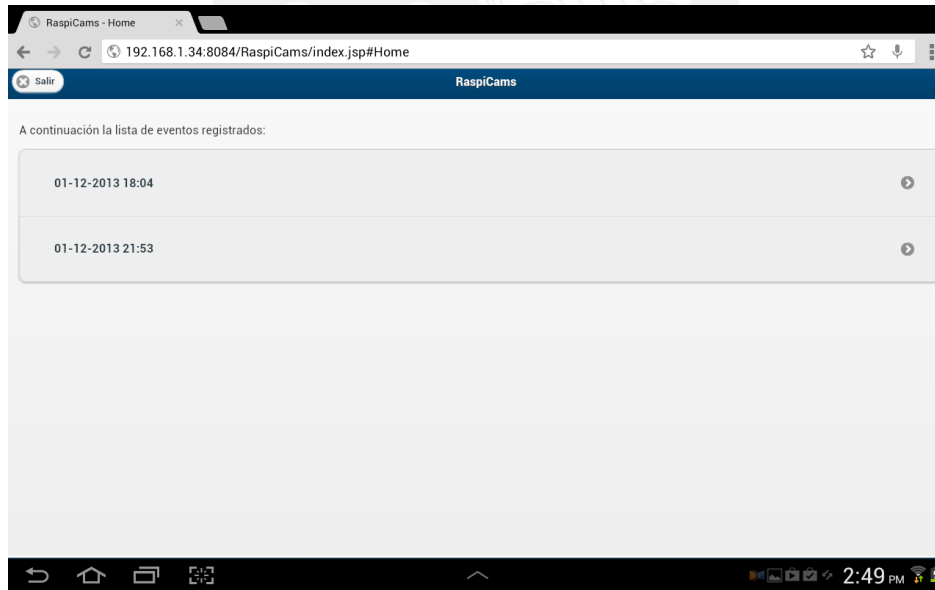 RaspiCams - Home
192.168.1.34:8084/RaspiCams/index.jsp#Home
Salir
RaspiCams
A continuación la lista de eventos registrados:
01-12-2013 18:04
01-12-2013 21:53
2:49 PM